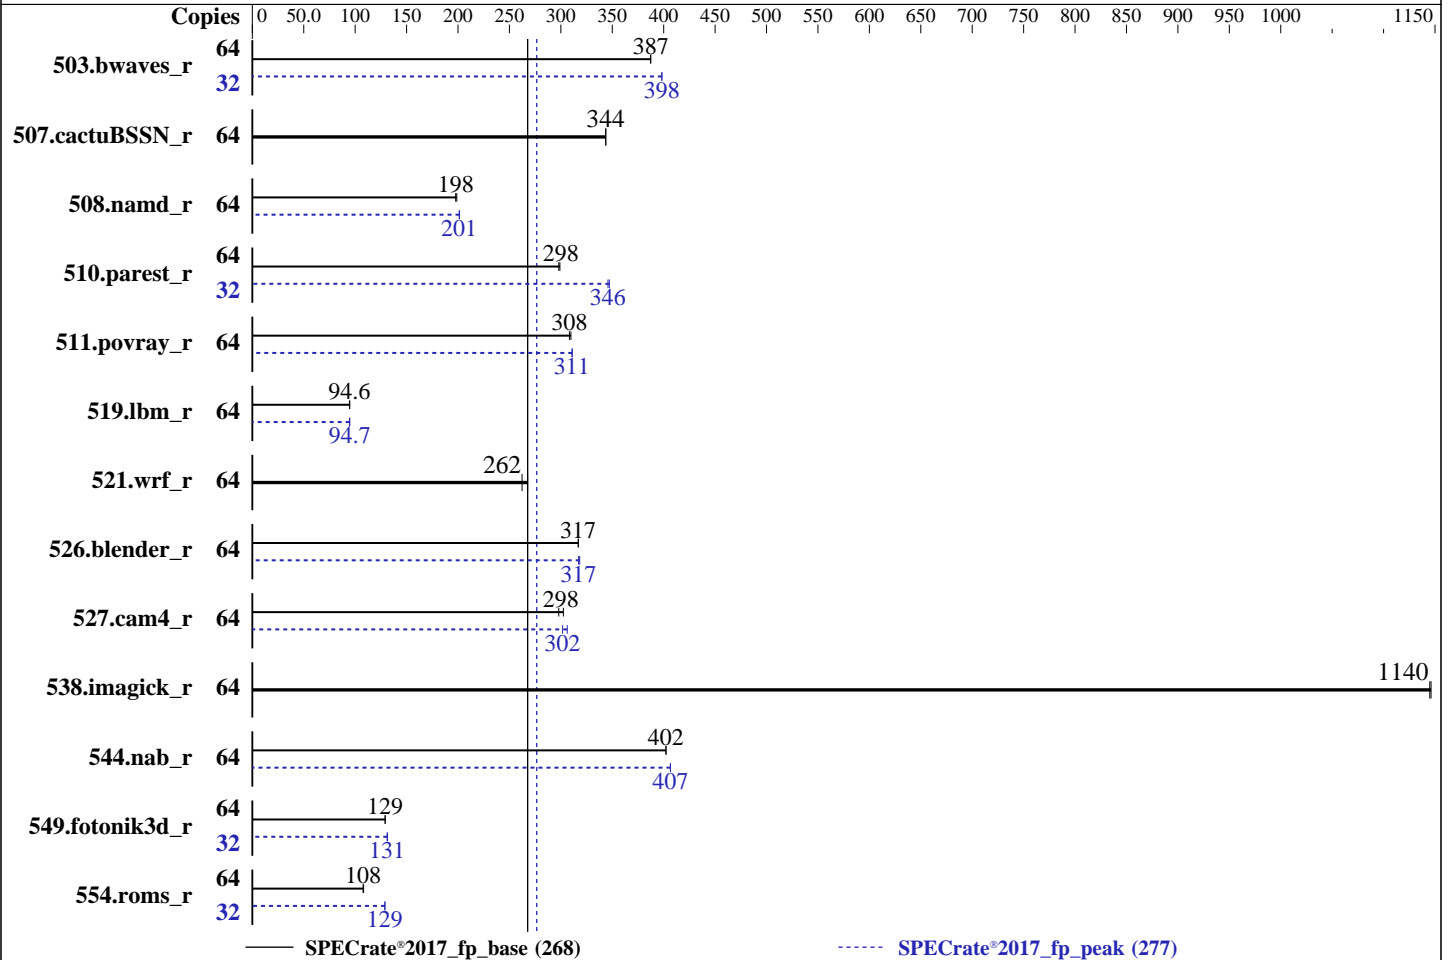 Copies 0 50.0 100 150 200 250 300 350 400 450 500 550 600 650 700 750 800 850 900 950 1000 1150
503.bwaves_r 64 387
32 398
507.cactuBSSN_r 64 344
508.namd_r 64 198
201
510.parest_r 64 298
32 346
511.povray_r 64 308
311
519.lbm_r 64 94.6
94.7
521.wrf_r 64 262
526.blender_r 64 317
317
527.cam4_r 64 298
302
538.imagick_r 64 1140
544.nab_r 64 402
407
549.fotonik3d_r 64 129
32 131
554.roms_r 64 108
32 129
SPECrate®2017_fp_base (268) SPECrate®2017_fp_peak (277)